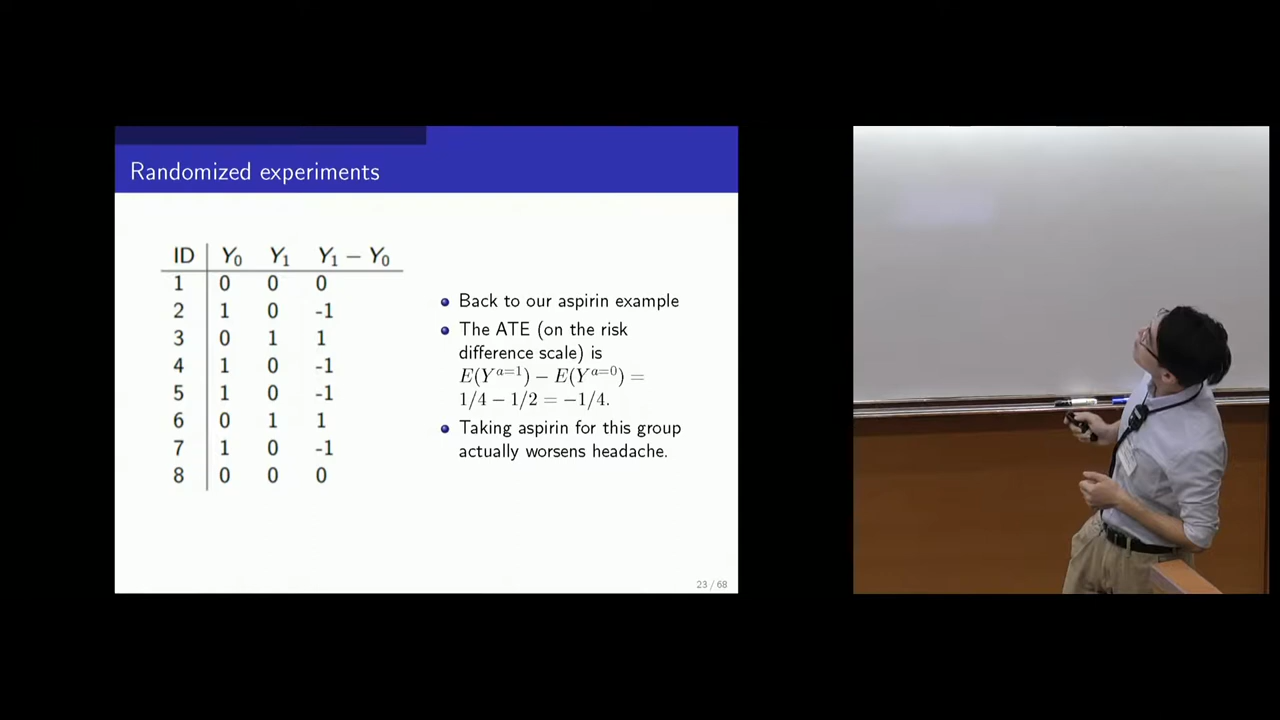 Randomized experiments
ID Y₀ Y₁ Y₁ − Y₀
1 0 0 0
2 1 0 -1
3 0 1 1
4 1 0 -1
5 1 0 -1
6 0 1 1
7 1 0 -1
8 0 0 0
Back to our aspirin example
The ATE (on the risk
difference scale) is
E(Yᵃ⁼¹) − E(Yᵃ⁼⁰) =
1/4 − 1/2 = −1/4.
Taking aspirin for this group
actually worsens headache.
23 / 68